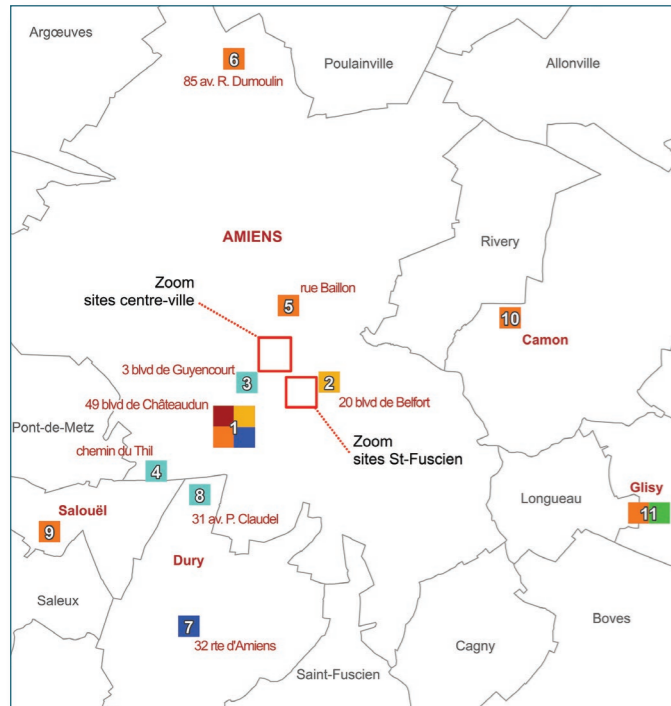 Argœuves
6
85 av. R. Dumoulin
Poulainville
Allonville
AMIENS
Rivery
Zoom
sites centre-ville
rue Baillon
5
10
Camon
3 blvd de Guyencourt
3
2
20 blvd de Belfort
49 blvd de Châteaudun
1
Pont-de-Metz
Zoom
sites St-Fuscien
chemin du Thil
4
8
31 av. P. Claudel
Longueau
Glisy
11
Salouël
9
Dury
Saleux
7
32 rte d'Amiens
Saint-Fuscien
Cagny
Boves